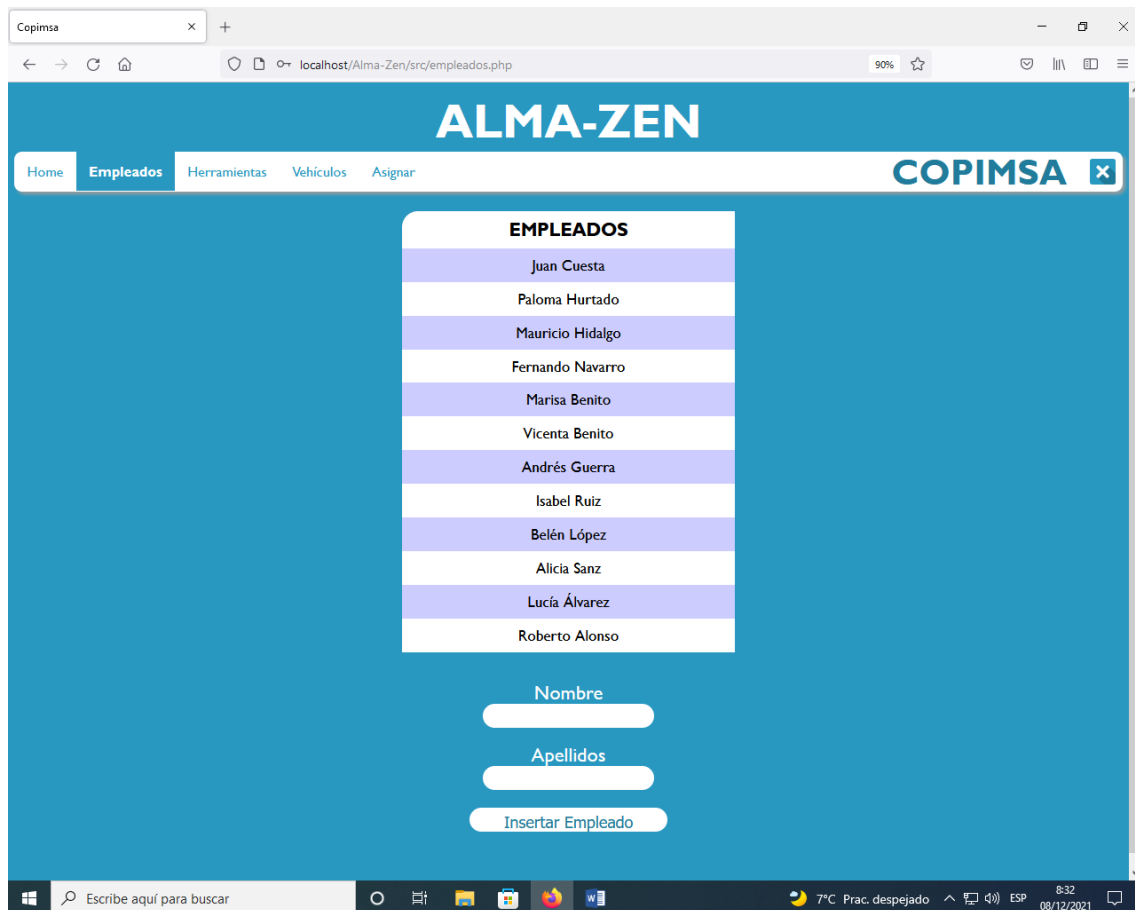 Copimsa
localhost/Alma-Zen/src/empleados.php 90%
ALMA-ZEN
Home Empleados Herramientas Vehículos Asignar COPIMSA
EMPLEADOS
Juan Cuesta
Paloma Hurtado
Mauricio Hidalgo
Fernando Navarro
Marisa Benito
Vicenta Benito
Andrés Guerra
Isabel Ruiz
Belén López
Alicia Sanz
Lucía Álvarez
Roberto Alonso
Nombre
Apellidos
Insertar Empleado
Escribe aquí para buscar 7°C Prac. despejado ESP 8:32
08/12/2021